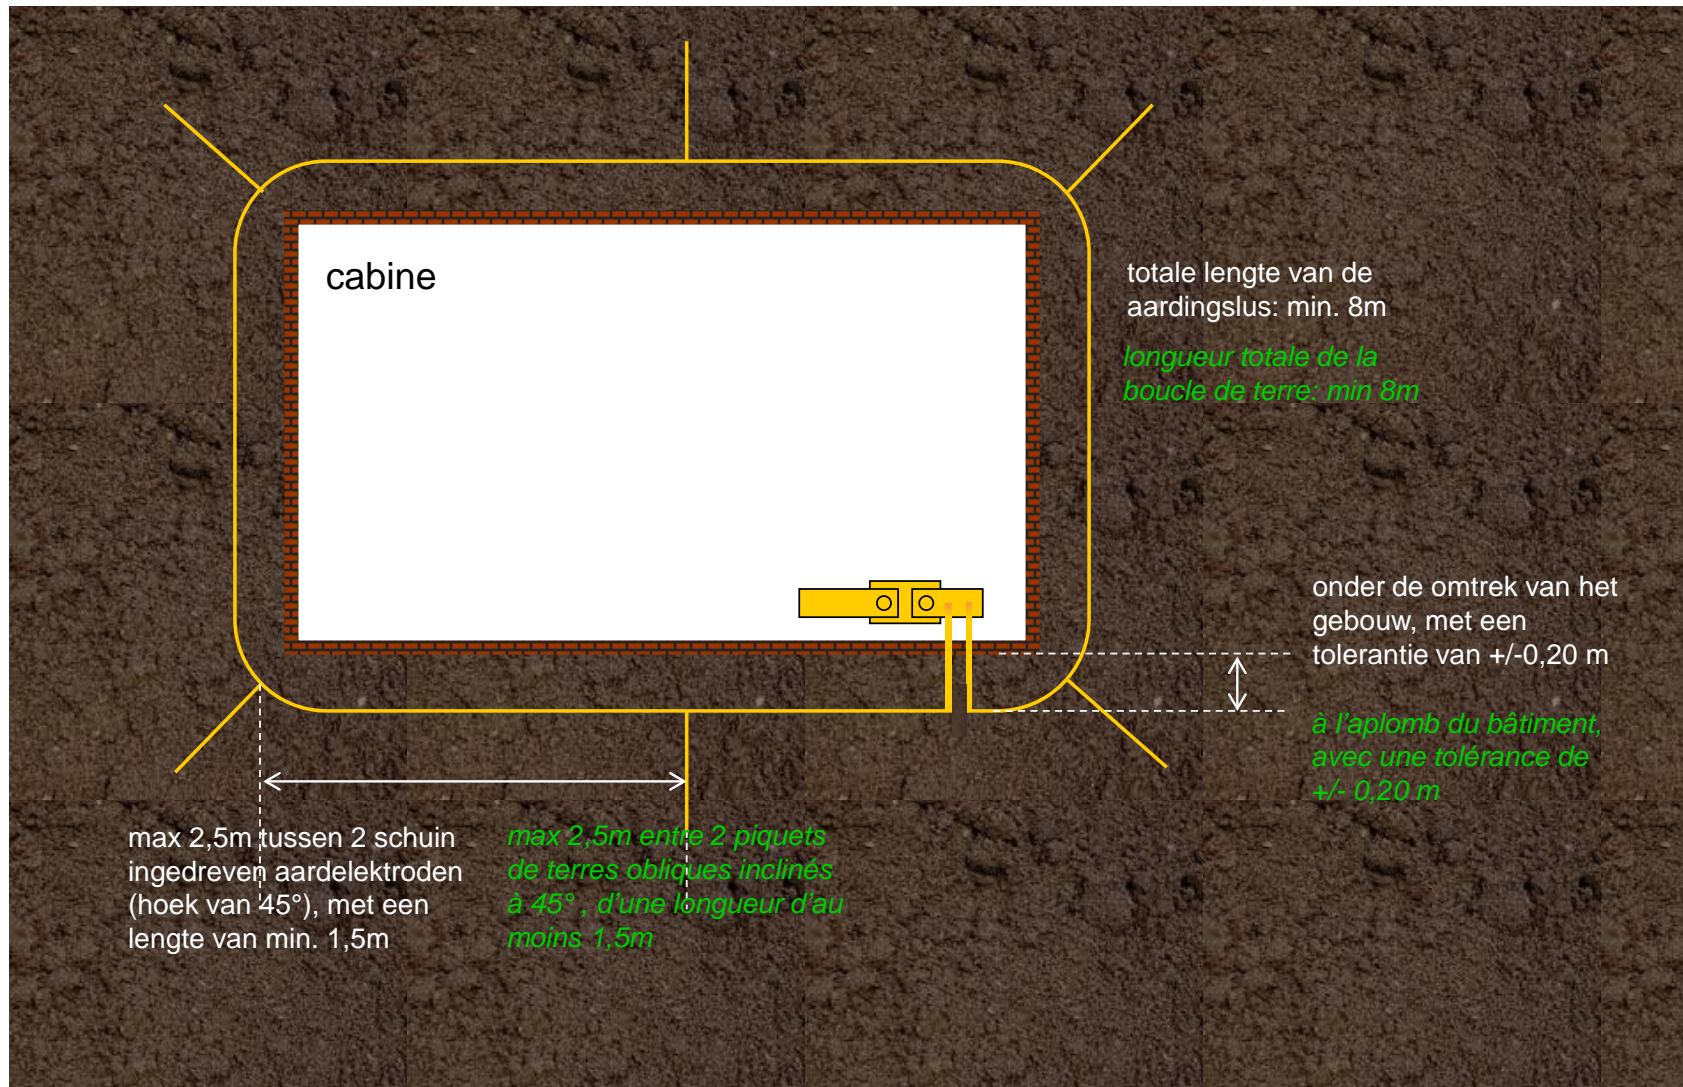 cabine
totale lengte van de
aardingslus: min. 8m
longueur totale de la
boucle de terre: min 8m
onder de omtrek van het
gebouw, met een
tolerantie van +/-0,20 m
à l'aplomb du bâtiment,
avec une tolérance de
+/- 0,20 m
max 2,5m tussen 2 schuin
ingedreven aardelektroden
(hoek van 45°), met een
lengte van min. 1,5m
max 2,5m entre 2 piquets
de terres obliques inclinés
à 45° , d'une longueur d'au
moins 1,5m